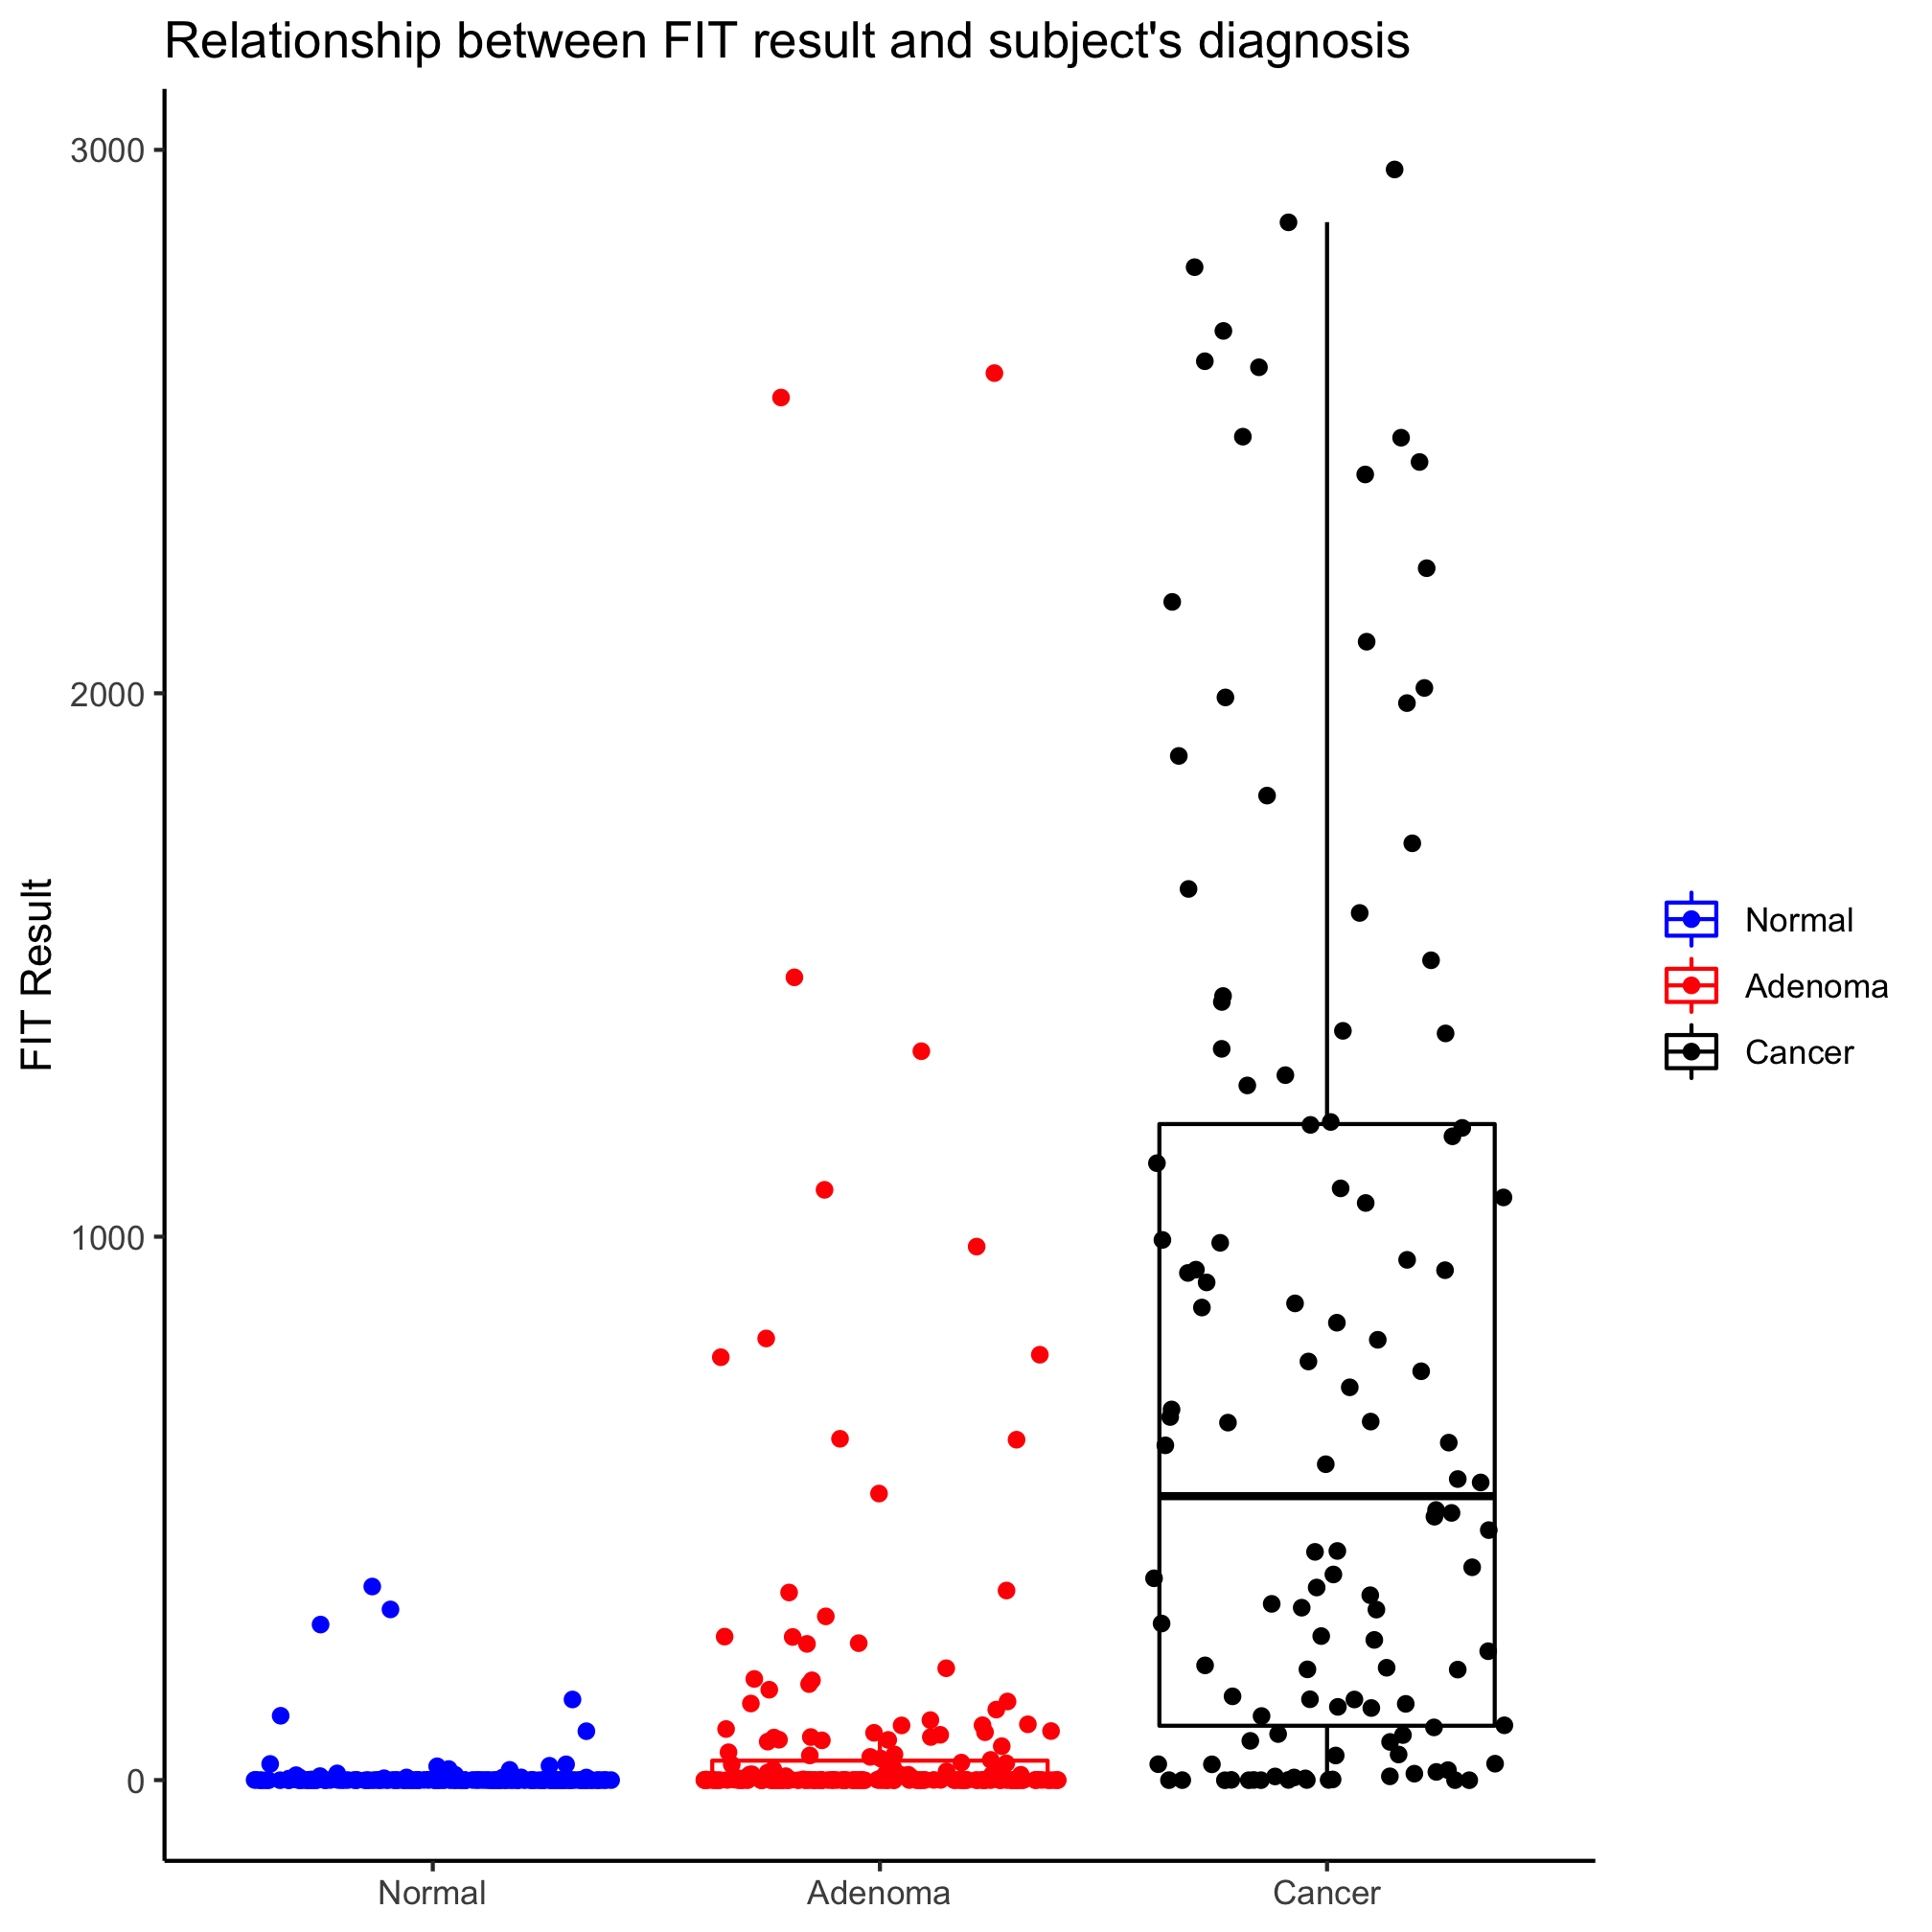 Relationship between FIT result and subject's diagnosis
3000
2000
1000
0
FIT Result
Normal
Adenoma
Cancer
Normal
Adenoma
Cancer